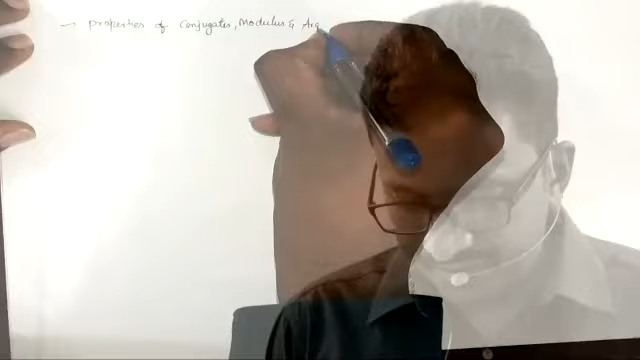 → Properties of Conjugates, Modulus & Arg